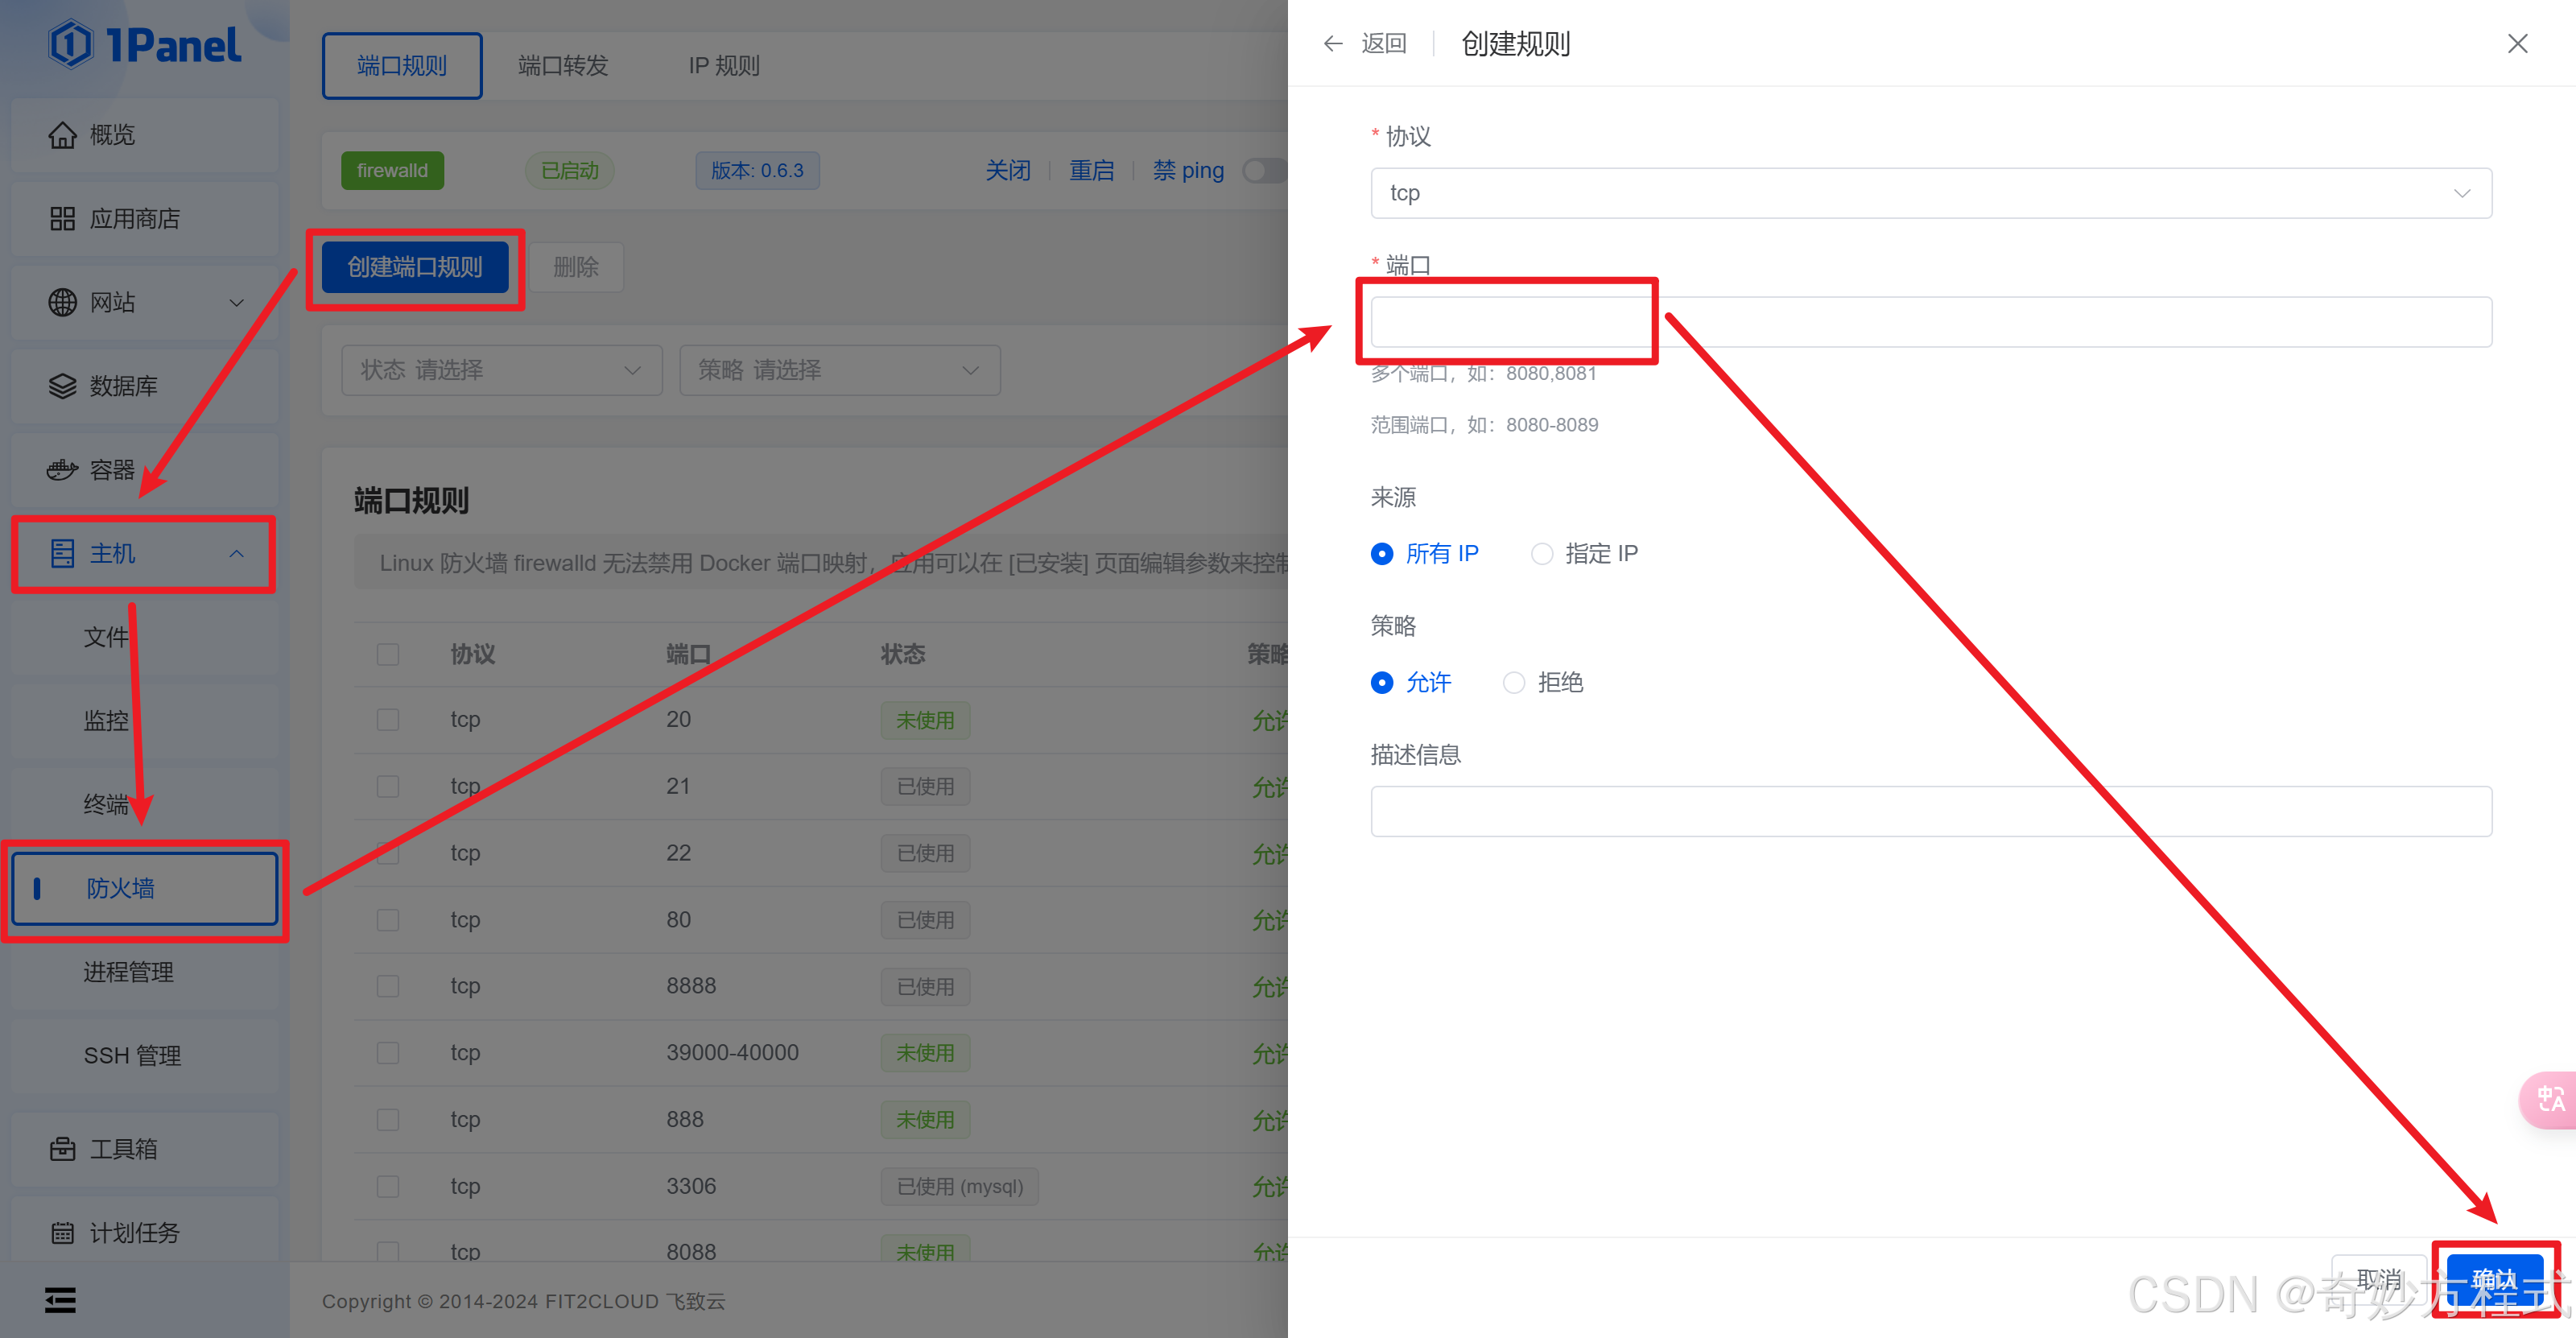 1Panel
概览
应用商店
网站
数据库
容器
主机
文件
监控
终端
防火墙
进程管理
SSH 管理
工具箱
计划任务
端口规则
端口转发
IP 规则
firewalld
已启动
版本: 0.6.3
关闭
重启
禁 ping
创建端口规则
删除
状态 请选择
策略 请选择
端口规则
Linux 防火墙 firewalld 无法禁用 Docker 端口映射，应用可以在 [已安装] 页面编辑参数来控制
协议 端口 状态 策略
tcp 20 未使用 允许
tcp 21 已使用 允许
tcp 22 已使用 允许
tcp 80 已使用 允许
tcp 8888 已使用 允许
tcp 39000-40000 未使用 允许
tcp 888 未使用 允许
tcp 3306 已使用 (mysql) 允许
tcp 8088 未使用 允许
Copyright © 2014-2024 FIT2CLOUD 飞致云
返回
创建规则
* 协议
tcp
* 端口
多个端口，如：8080,8081
范围端口，如：8080-8089
来源
所有 IP
指定 IP
策略
允许
拒绝
描述信息
中A
取消
确认
CSDN @奇妙方程式